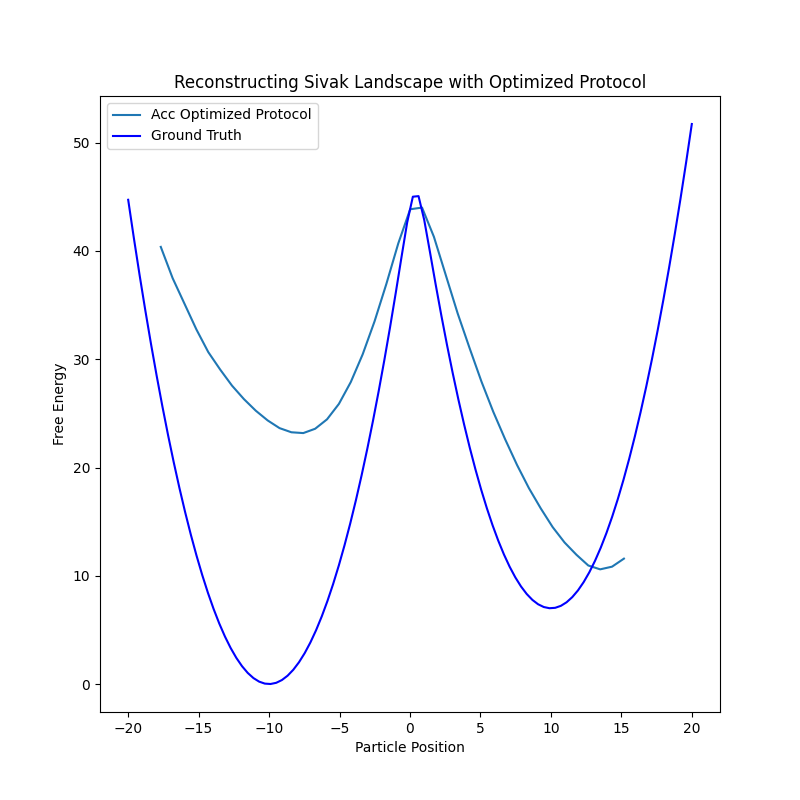 Reconstructing Sivak Landscape with Optimized Protocol
Acc Optimized Protocol
Ground Truth
50
40
30
20
10
0
Free Energy
−20 −15 −10 −5 0 5 10 15 20
Particle Position